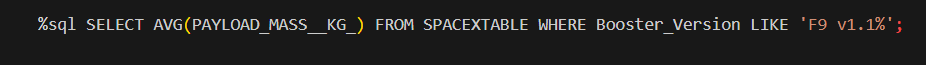 %sql SELECT AVG(PAYLOAD_MASS__KG_) FROM SPACEXTABLE WHERE Booster_Version LIKE 'F9 v1.1%';